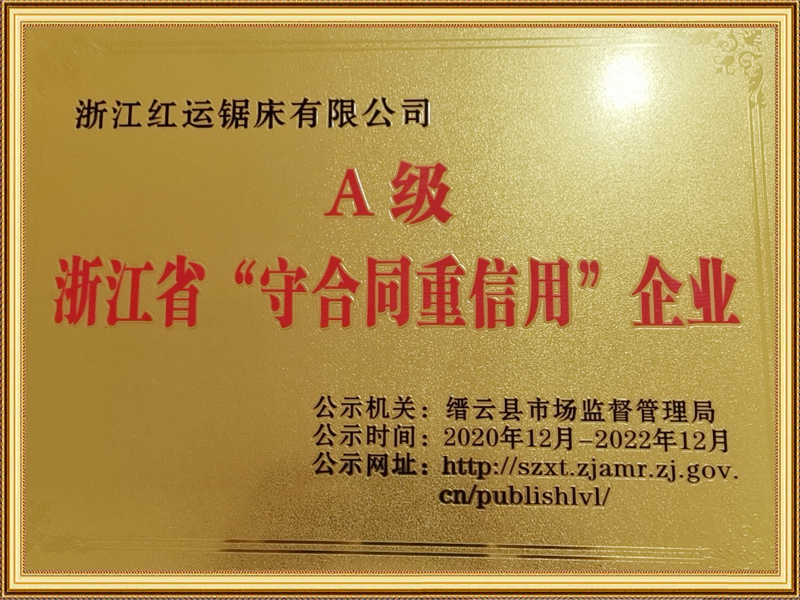 浙江红运锯床有限公司
A级
浙江省“守合同重信用”企业
公示机关：缙云县市场监督管理局
公示时间：2020年12月-2022年12月
公示网址：http://szxt.zjamr.zj.gov.
cn/publishlvl/